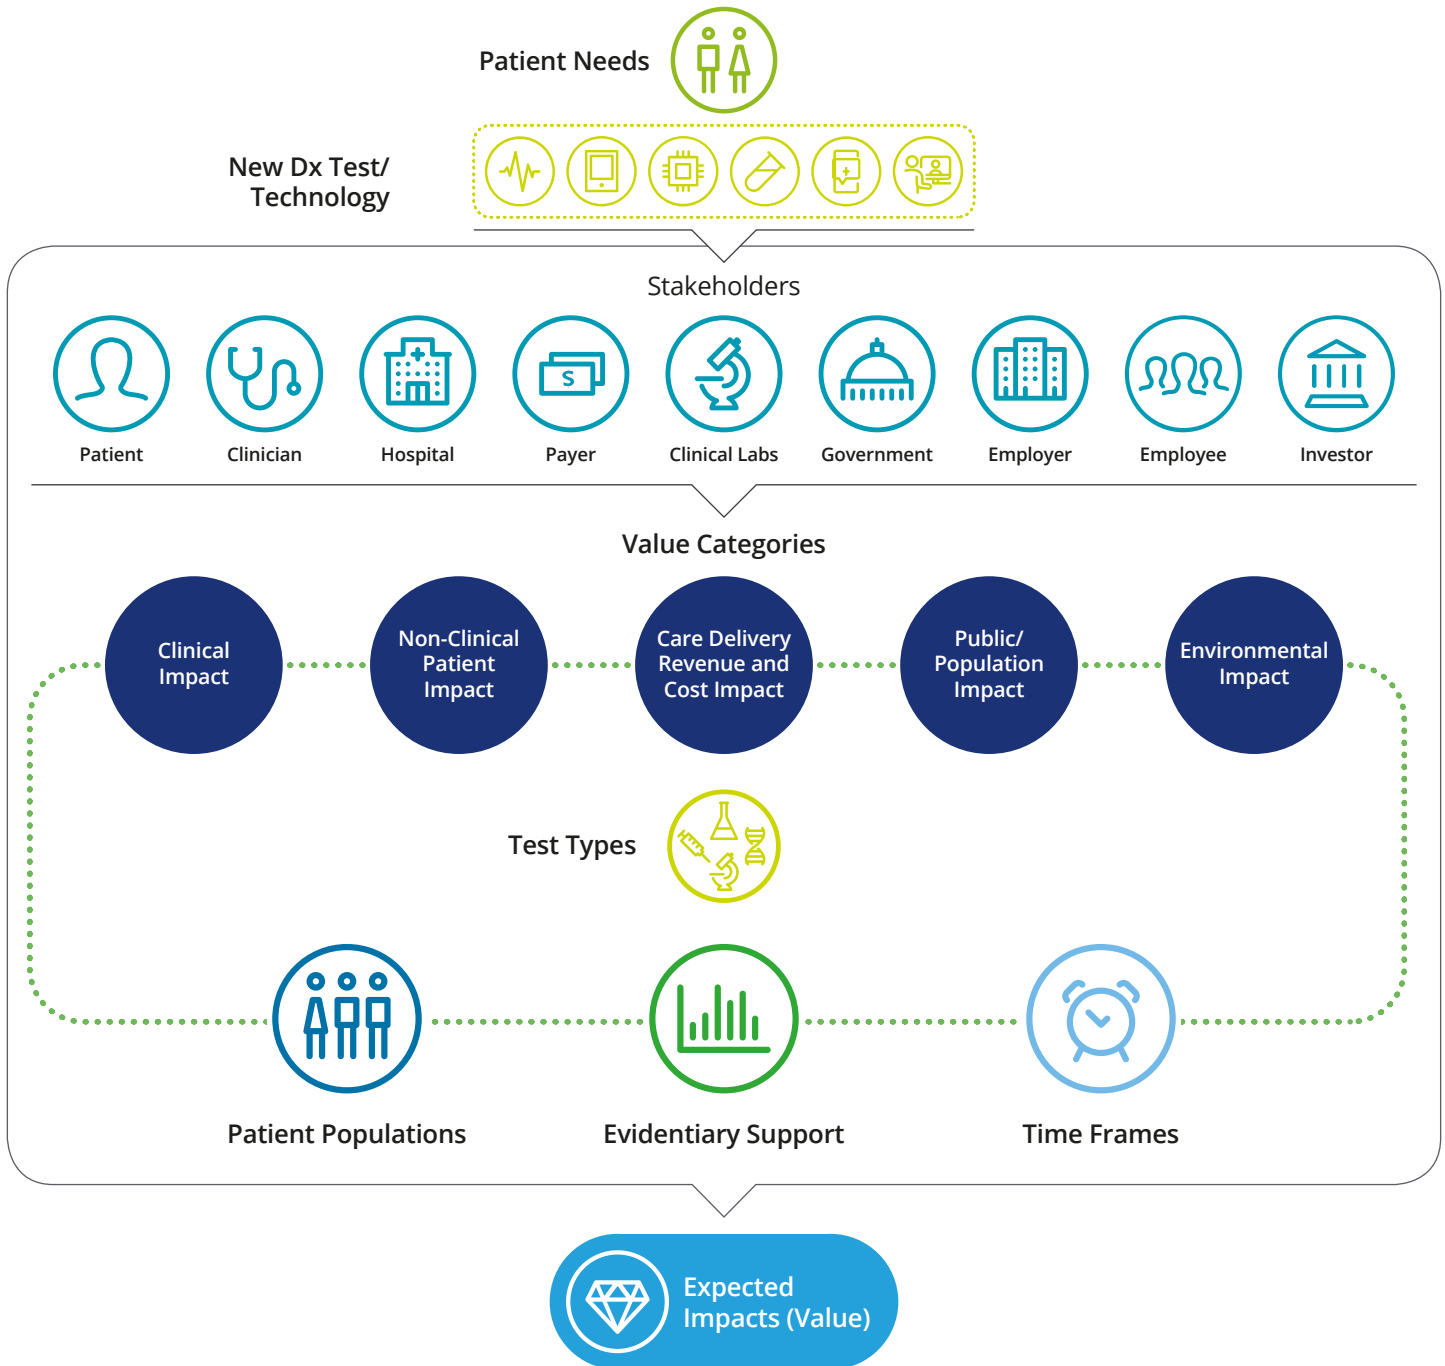 Patient Needs
New Dx Test/
Technology
Stakeholders
Patient
Clinician
Hospital
S
Payer
Clinical Labs
Government
Employer
Employee
Investor
Value Categories
Clinical
Impact
Non-Clinical
Patient
Impact
Care Delivery
Revenue and
Cost Impact
Public/
Population
Impact
Environmental
Impact
Test Types
Patient Populations
Evidentiary Support
Time Frames
Expected
Impacts (Value)